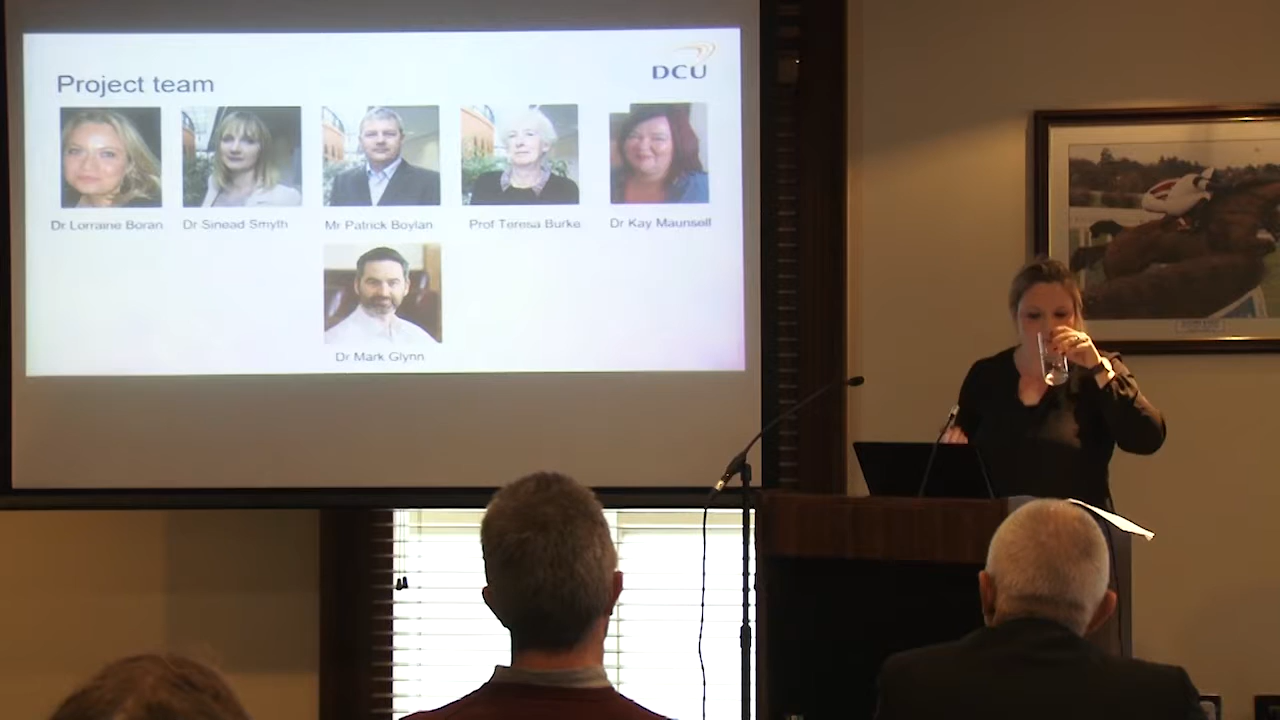 DCU
Project team
Dr Lorraine Boran
Dr Sinead Smyth
Mr Patrick Boylan
Prof Teresa Burke
Dr Kay Maunsell
Dr Mark Glynn